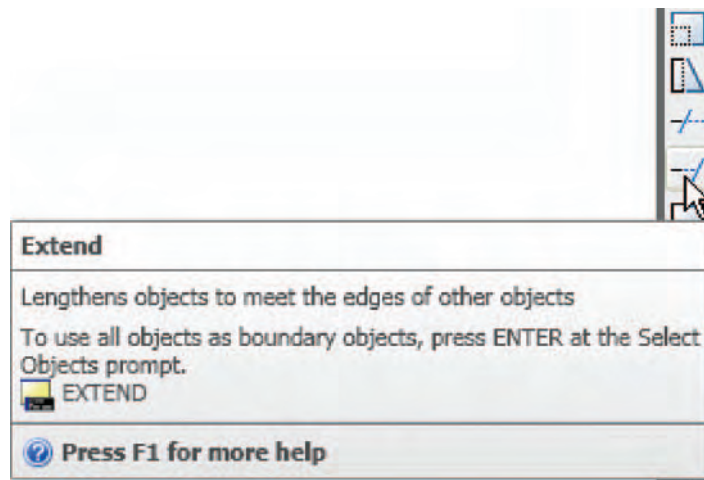 Extend
Lengthens objects to meet the edges of other objects
To use all objects as boundary objects, press ENTER at the Select
Objects prompt.
EXTEND
Press F1 for more help